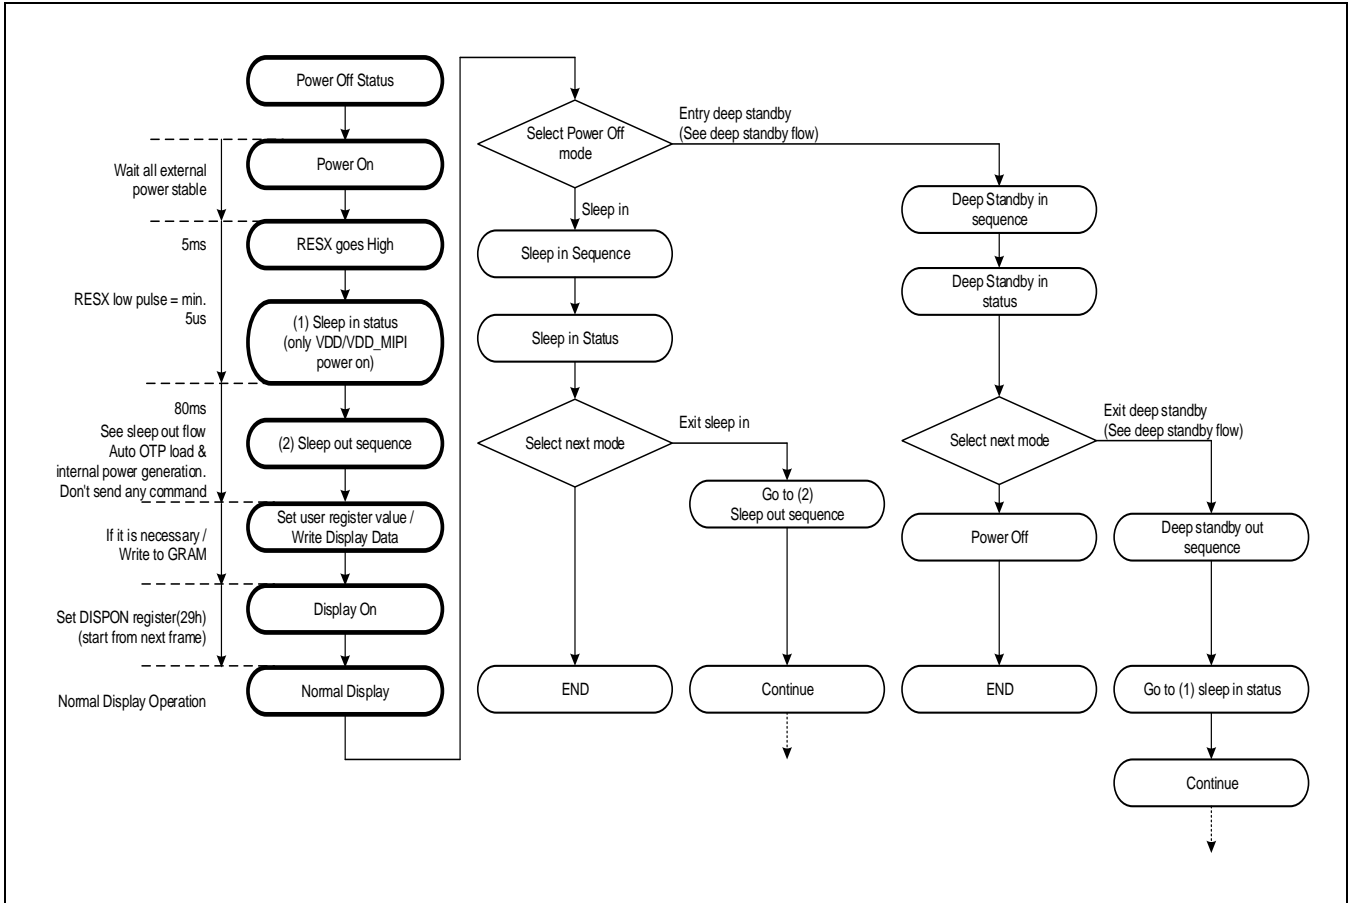 Power Off Status
Power On
Wait all external
power stable
RESX goes High
5ms
RESX low pulse = min.
5us
(1) Sleep in status
(only VDD/VDD_MIPI
power on)
80ms
See sleep out flow
Auto OTP load &
internal power generation.
Don't send any command
(2) Sleep out sequence
Set user register value /
Write Display Data
If it is necessary /
Write to GRAM
Display On
Set DISPON register(29h)
(start from next frame)
Normal Display
Normal Display Operation
Select Power Off
mode
Entry deep standby
(See deep standby flow)
Sleep in
Sleep in Sequence
Sleep in Status
Select next mode
Exit sleep in
Go to (2)
Sleep out sequence
END
Continue
Deep Standby in
sequence
Deep Standby in
status
Select next mode
Exit deep standby
(See deep standby flow)
Power Off
Deep standby out
sequence
END
Go to (1) sleep in status
Continue